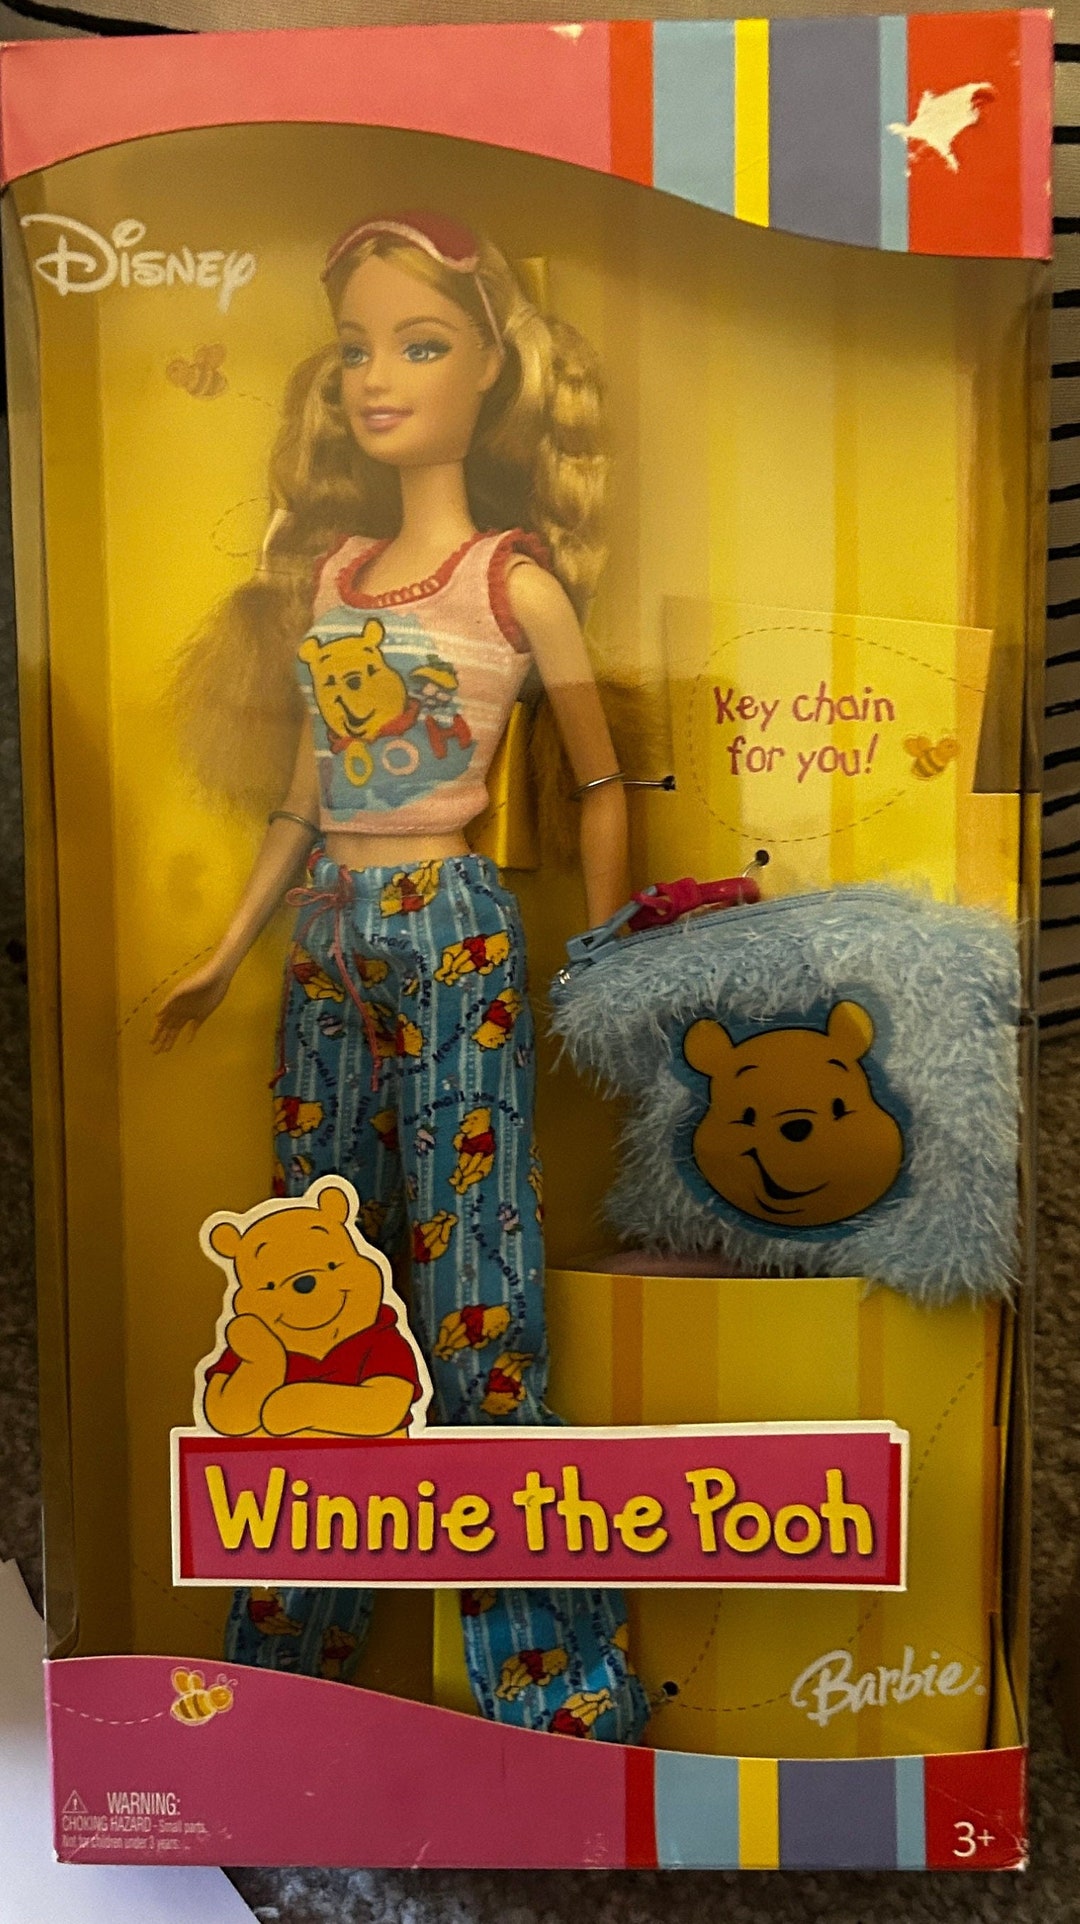 Disney
POOH
Key chain
for you!
Winnie the Pooh
Barbie
WARNING:
CHOKING HAZARD - Small parts.
Not for children under 3 years.
3+